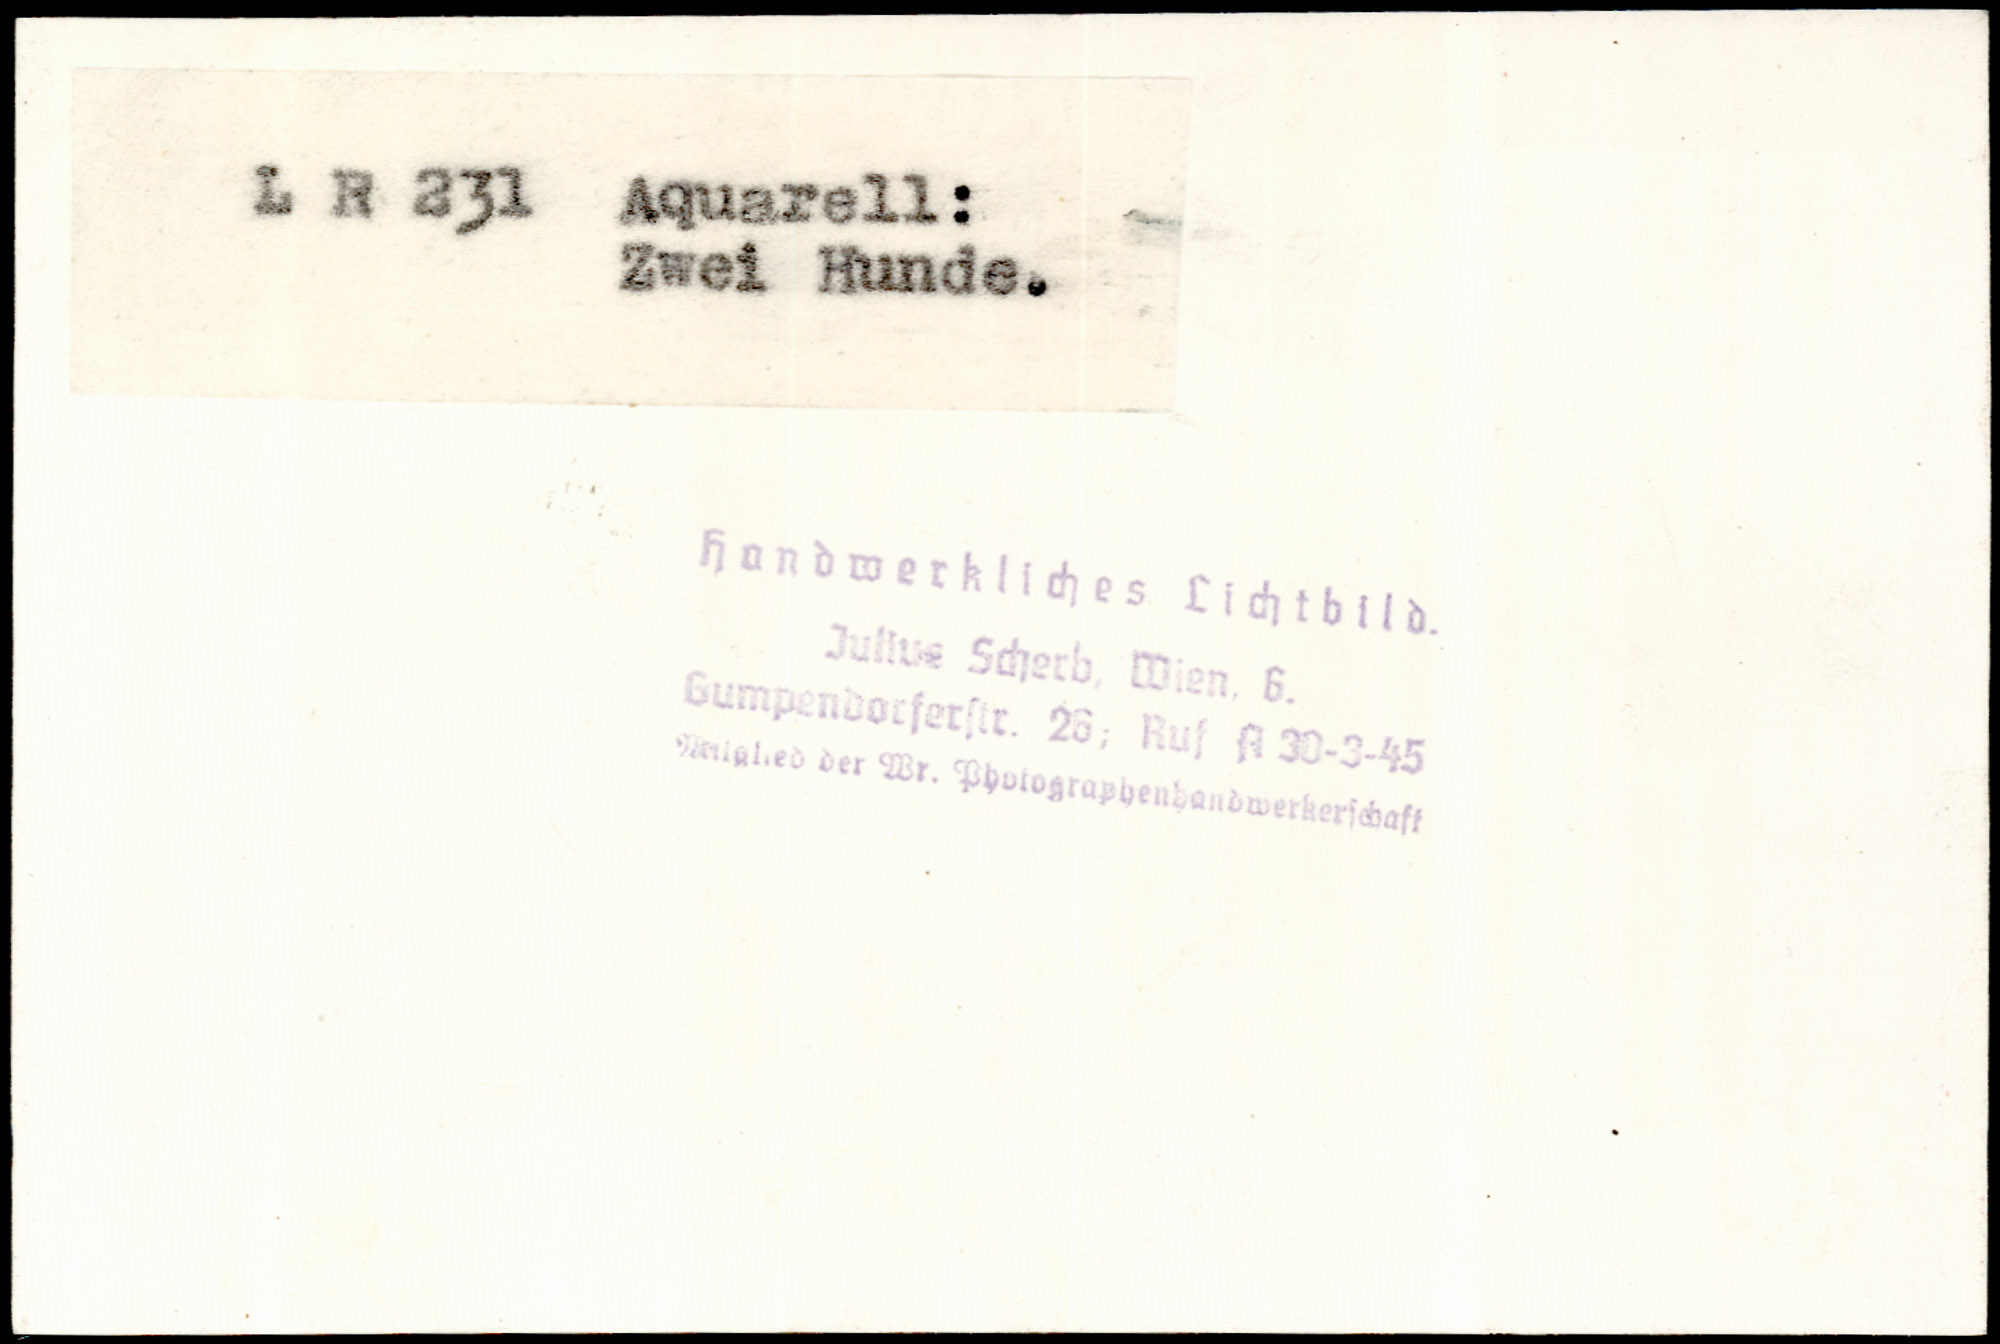 L R 231 Aquarell:
Zwei Hunde.
Handwerkliches Lichtbild.
Julius Scherb, Wien, 6.
Gumpendorferstr. 26; Ruf A 30-3-45
Mitglied der Wr. Photographenhandwerkerschaft